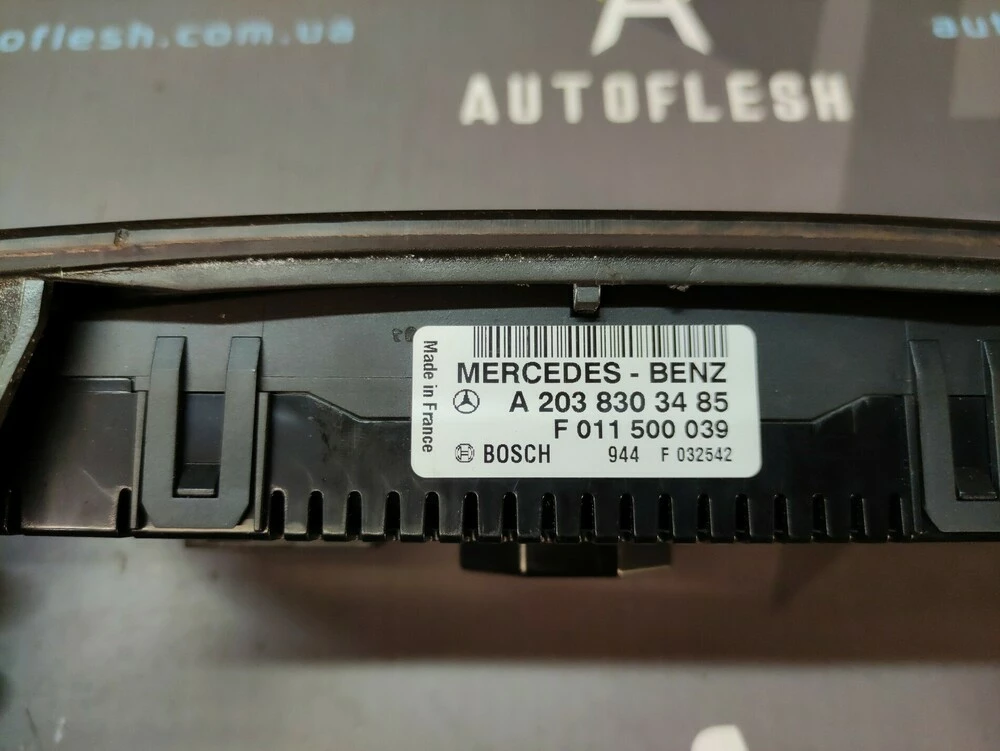 oflesh.com.ua
au
AUTOFLESH
Made in France
MERCEDES - BENZ
A 203 830 34 85
F 011 500 039
BOSCH 944 F 032542